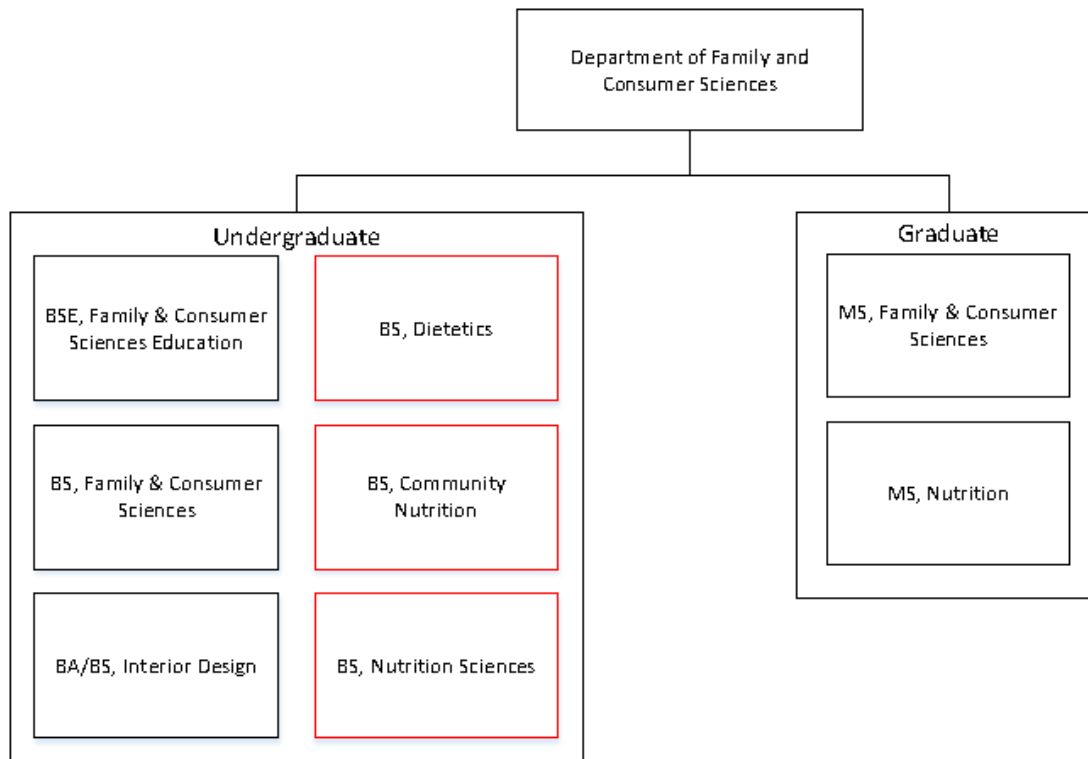 Department of Family and
Consumer Sciences
Undergraduate
BSE, Family & Consumer
Sciences Education
BS, Dietetics
BS, Family & Consumer
Sciences
BS, Community
Nutrition
BA/BS, Interior Design
BS, Nutrition Sciences
Graduate
MS, Family & Consumer
Sciences
MS, Nutrition